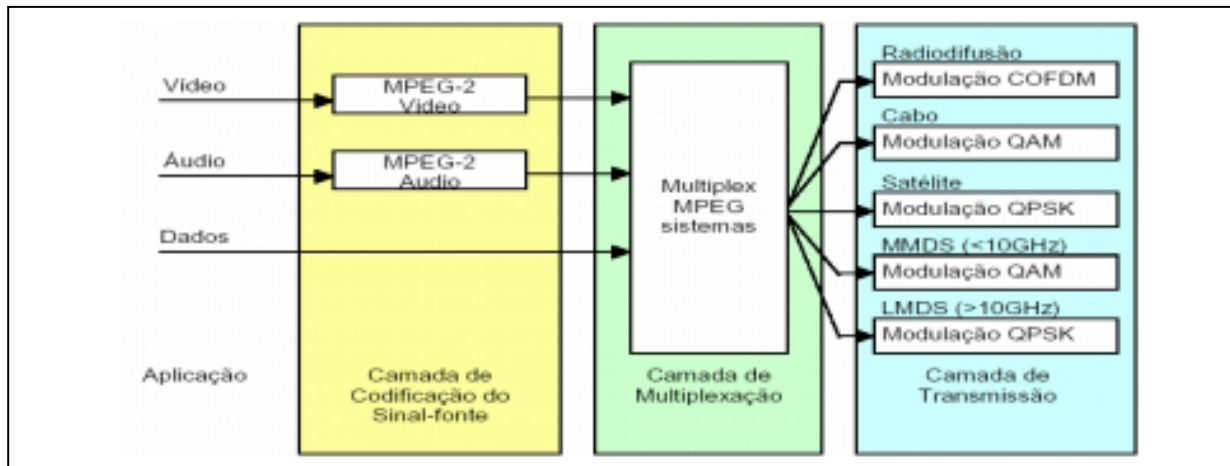 Vídeo
MPEG-2
Video
Áudio
MPEG-2
Audio
Dados
Aplicação
Camada de
Codificação do
Sinal-fonte
Multiplex
MPEG
sistemas
Camada de
Multiplexação
Radiodifusão
Modulação COFDM
Cabo
Modulação QAM
Satélite
Modulação QPSK
MMDS (<10GHz)
Modulação QAM
LMDS (>10GHz)
Modulação QPSK
Camada de
Transmissão